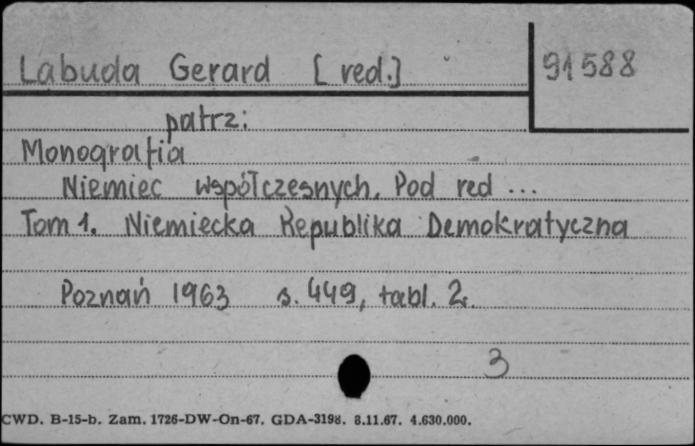 Labuda Gerard [red.] 91588
patrz:
Monografia
Niemiec współczesnych. Pod red ...
Tom 1. Niemiecka Republika Demokratyczna
Poznań 1963 s. 449, tabl. 2.
3
CWD. B-15-b. Zam. 1726-DW-On-67. GDA-3198. 8.11.67. 4.630.000.